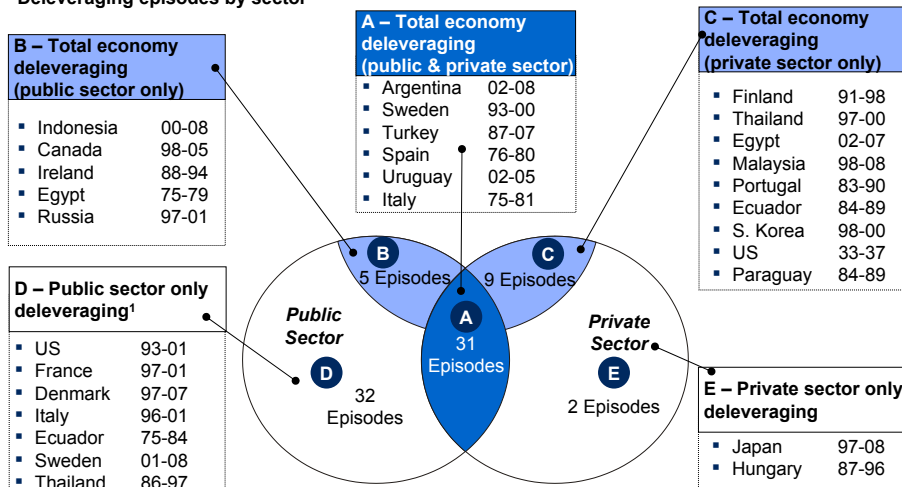 Deleveraging episodes by sector
B – Total economy
deleveraging
(public sector only)
▪ Indonesia 00-08
▪ Canada 98-05
▪ Ireland 88-94
▪ Egypt 75-79
▪ Russia 97-01
A – Total economy
deleveraging
(public & private sector)
▪ Argentina 02-08
▪ Sweden 93-00
▪ Turkey 87-07
▪ Spain 76-80
▪ Uruguay 02-05
▪ Italy 75-81
C – Total economy
deleveraging
(private sector only)
▪ Finland 91-98
▪ Thailand 97-00
▪ Egypt 02-07
▪ Malaysia 98-08
▪ Portugal 83-90
▪ Ecuador 84-89
▪ S. Korea 98-00
▪ US 33-37
▪ Paraguay 84-89
B
5 Episodes
C
9 Episodes
A
31
Episodes
Public
Sector
D
32
Episodes
Private
Sector
E
2 Episodes
D – Public sector only
deleveraging¹
▪ US 93-01
▪ France 97-01
▪ Denmark 97-07
▪ Italy 96-01
▪ Ecuador 75-84
▪ Sweden 01-08
▪ Thailand 86-97
E – Private sector only
deleveraging
▪ Japan 97-08
▪ Hungary 87-96